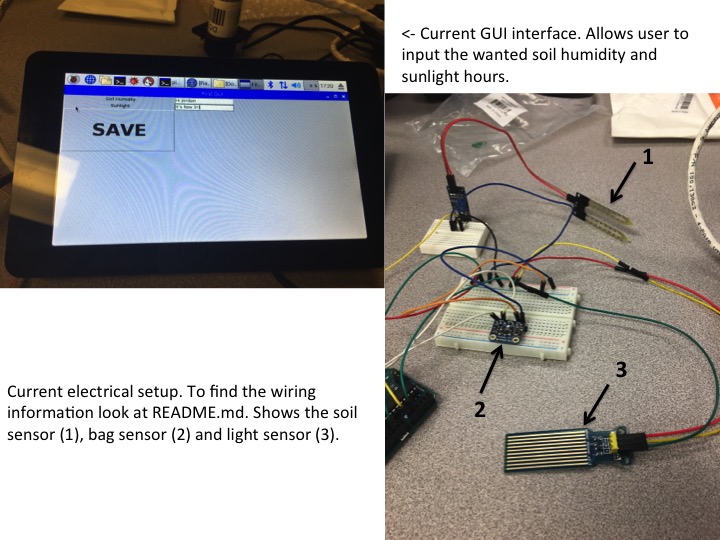 <- Current GUI interface. Allows user to
input the wanted soil humidity and
sunlight hours.
17:20
Soil Humidity
Sunlight
SAVE
1
2
3
Current electrical setup. To find the wiring
information look at README.md. Shows the soil
sensor (1), bag sensor (2) and light sensor (3).